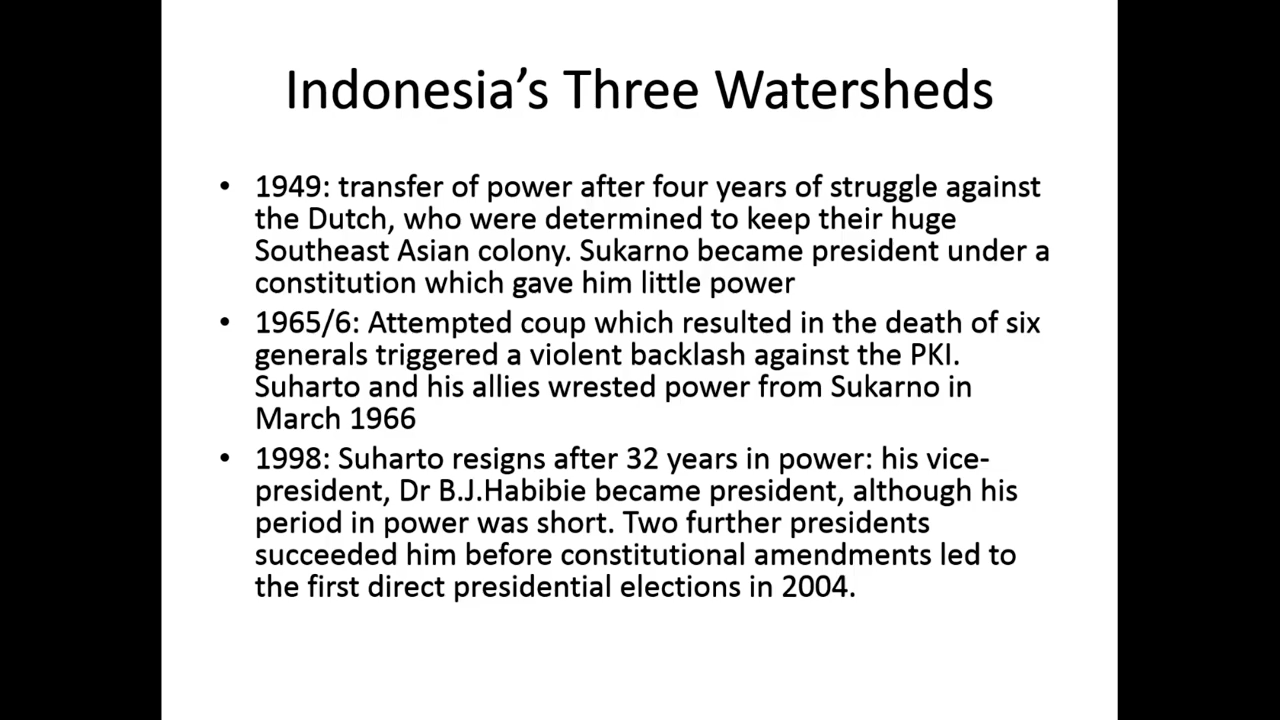 Indonesia’s Three Watersheds
• 1949: transfer of power after four years of struggle against
the Dutch, who were determined to keep their huge
Southeast Asian colony. Sukarno became president under a
constitution which gave him little power
• 1965/6: Attempted coup which resulted in the death of six
generals triggered a violent backlash against the PKI.
Suharto and his allies wrested power from Sukarno in
March 1966
• 1998: Suharto resigns after 32 years in power: his vice-
president, Dr B.J.Habibie became president, although his
period in power was short. Two further presidents
succeeded him before constitutional amendments led to
the first direct presidential elections in 2004.